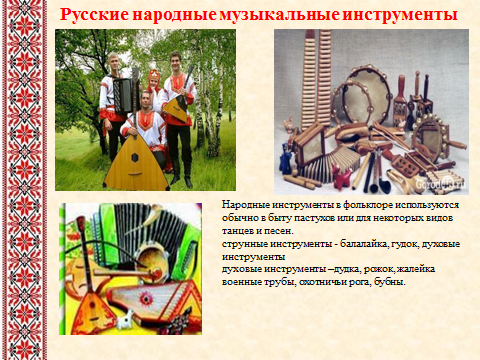 Русские народные музыкальные инструменты
Народные инструменты в фольклоре используются
обычно в быту пастухов или для некоторых видов
танцев и песен.
струнные инструменты - балалайка, гудок, духовые
инструменты
духовые инструменты –дудка, рожок, жалейка
военные трубы, охотничьи рога, бубны.